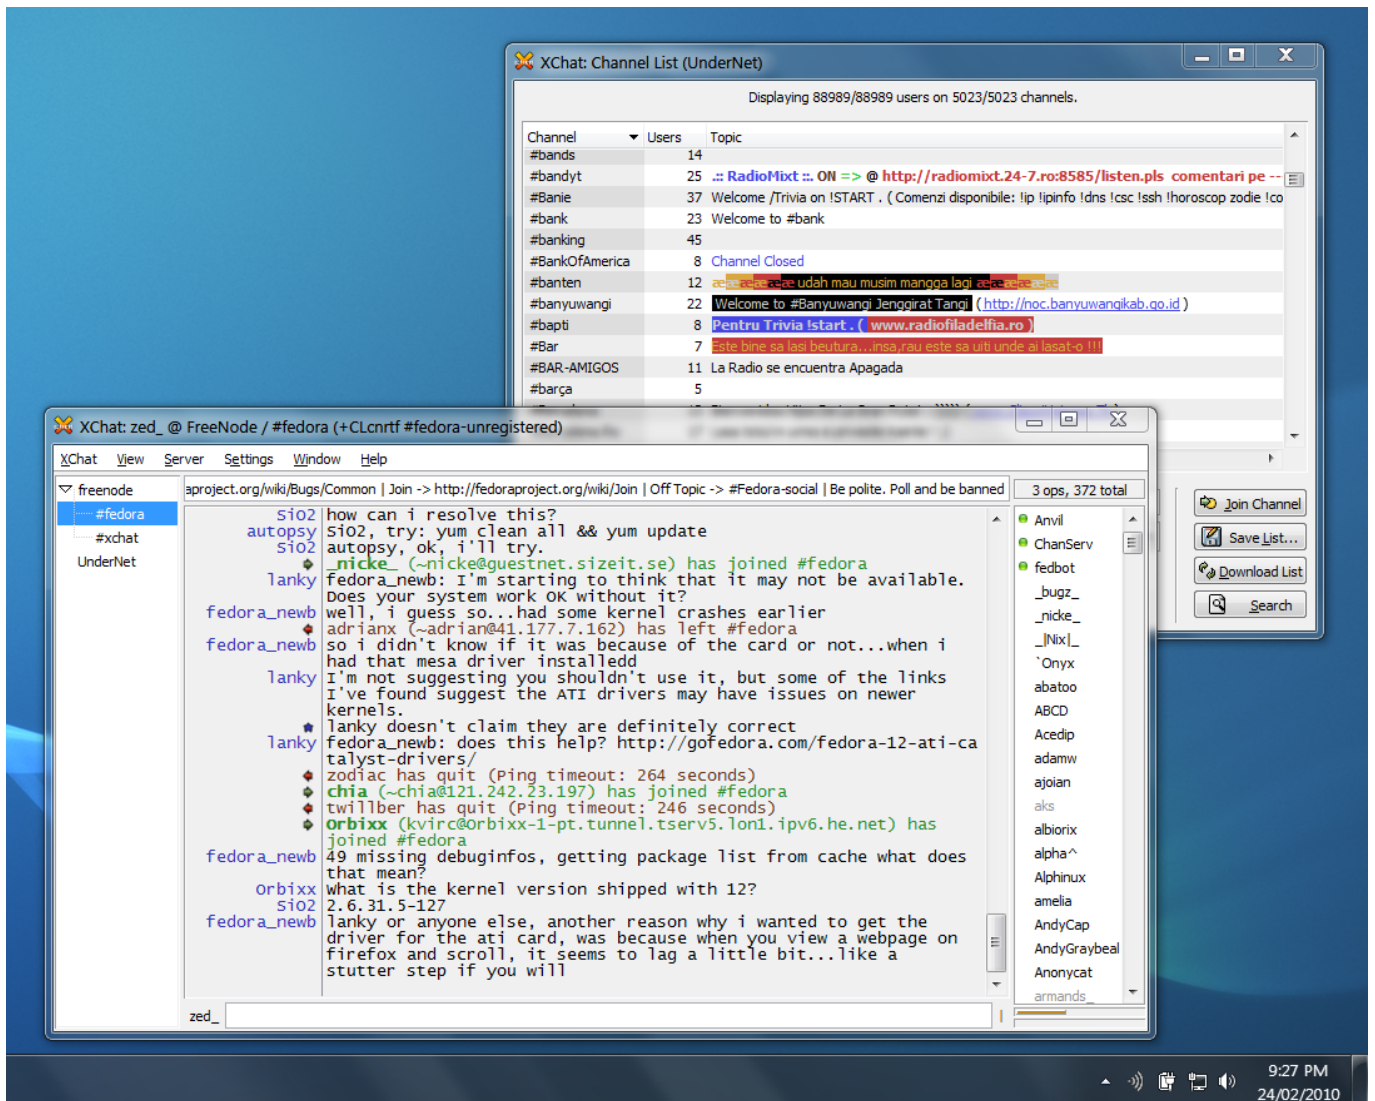 XChat: Channel List (UnderNet)
Displaying 88989/88989 users on 5023/5023 channels.
Channel Users Topic
#bands 14
#bandyt 25 .:: RadioMixt ::. ON => @ http://radiomixt.24-7.ro:8585/listen.pls comentari pe --
#Banie 37 Welcome /Trivia on !START . ( Comenzi disponibile: !ip !ipinfo !dns !csc !ssh !horoscop zodie !co
#bank 23 Welcome to #bank
#banking 45
#BankOfAmerica 8 Channel Closed
#banten 12 æææææ udah mau musim mangga lagi æææææ
#banyuwangi 22 Welcome to #Banyuwangi Jenggirat Tangi ( http://noc.banyuwangikab.go.id )
#bapti 8 Pentru Trivia !start . ( www.radiofiladelfia.ro )
#Bar 7 Este bine sa lasi beutura...insa,rau este sa uiti unde ai lasat-o !!!
#BAR-AMIGOS 11 La Radio se encuentra Apagada
#barça 5
Join Channel
Save List...
Download List
Search
XChat: zed_ @ FreeNode / #fedora (+CLcnrtf #fedora-unregistered)
XChat View Server Settings Window Help
freenode
#fedora
#xchat
UnderNet
aproject.org/wiki/Bugs/Common | Join -> http://fedoraproject.org/wiki/Join | Off Topic -> #Fedora-social | Be polite. Poll and be banned
3 ops, 372 total
SiO2 how can i resolve this?
autopsy SiO2, try: yum clean all && yum update
SiO2 autopsy, ok, i'll try.
_nicke_ (~nicke@guestnet.sizeit.se) has joined #fedora
lanky fedora_newb: I'm starting to think that it may not be available.
Does your system work OK without it?
fedora_newb well, i guess so...had some kernel crashes earlier
adrianx (~adrian@41.177.7.162) has left #fedora
fedora_newb so i didn't know if it was because of the card or not...when i
had that mesa driver installedd
lanky I'm not suggesting you shouldn't use it, but some of the links
I've found suggest the ATI drivers may have issues on newer
kernels.
lanky doesn't claim they are definitely correct
lanky fedora_newb: does this help? http://gofedora.com/fedora-12-ati-ca
talyst-drivers/
zodiac has quit (Ping timeout: 264 seconds)
chia (~chia@121.242.23.197) has joined #fedora
twillber has quit (Ping timeout: 246 seconds)
Orbixx (kvirc@Orbixx-1-pt.tunnel.tserv5.lon1.ipv6.he.net) has
joined #fedora
fedora_newb 49 missing debuginfos, getting package list from cache what does
that mean?
Orbixx what is the kernel version shipped with 12?
SiO2 2.6.31.5-127
fedora_newb lanky or anyone else, another reason why i wanted to get the
driver for the ati card, was because when you view a webpage on
firefox and scroll, it seems to lag a little bit...like a
stutter step if you will
Anvil
ChanServ
fedbot
_bugz_
_nicke_
_|Nix|_
`Onyx
abatoo
ABCD
Acedip
adamw
ajoian
aks
albiorix
alpha^
Alphinux
amelia
AndyCap
AndyGraybeal
Anonycat
armands_
zed_
9:27 PM
24/02/2010